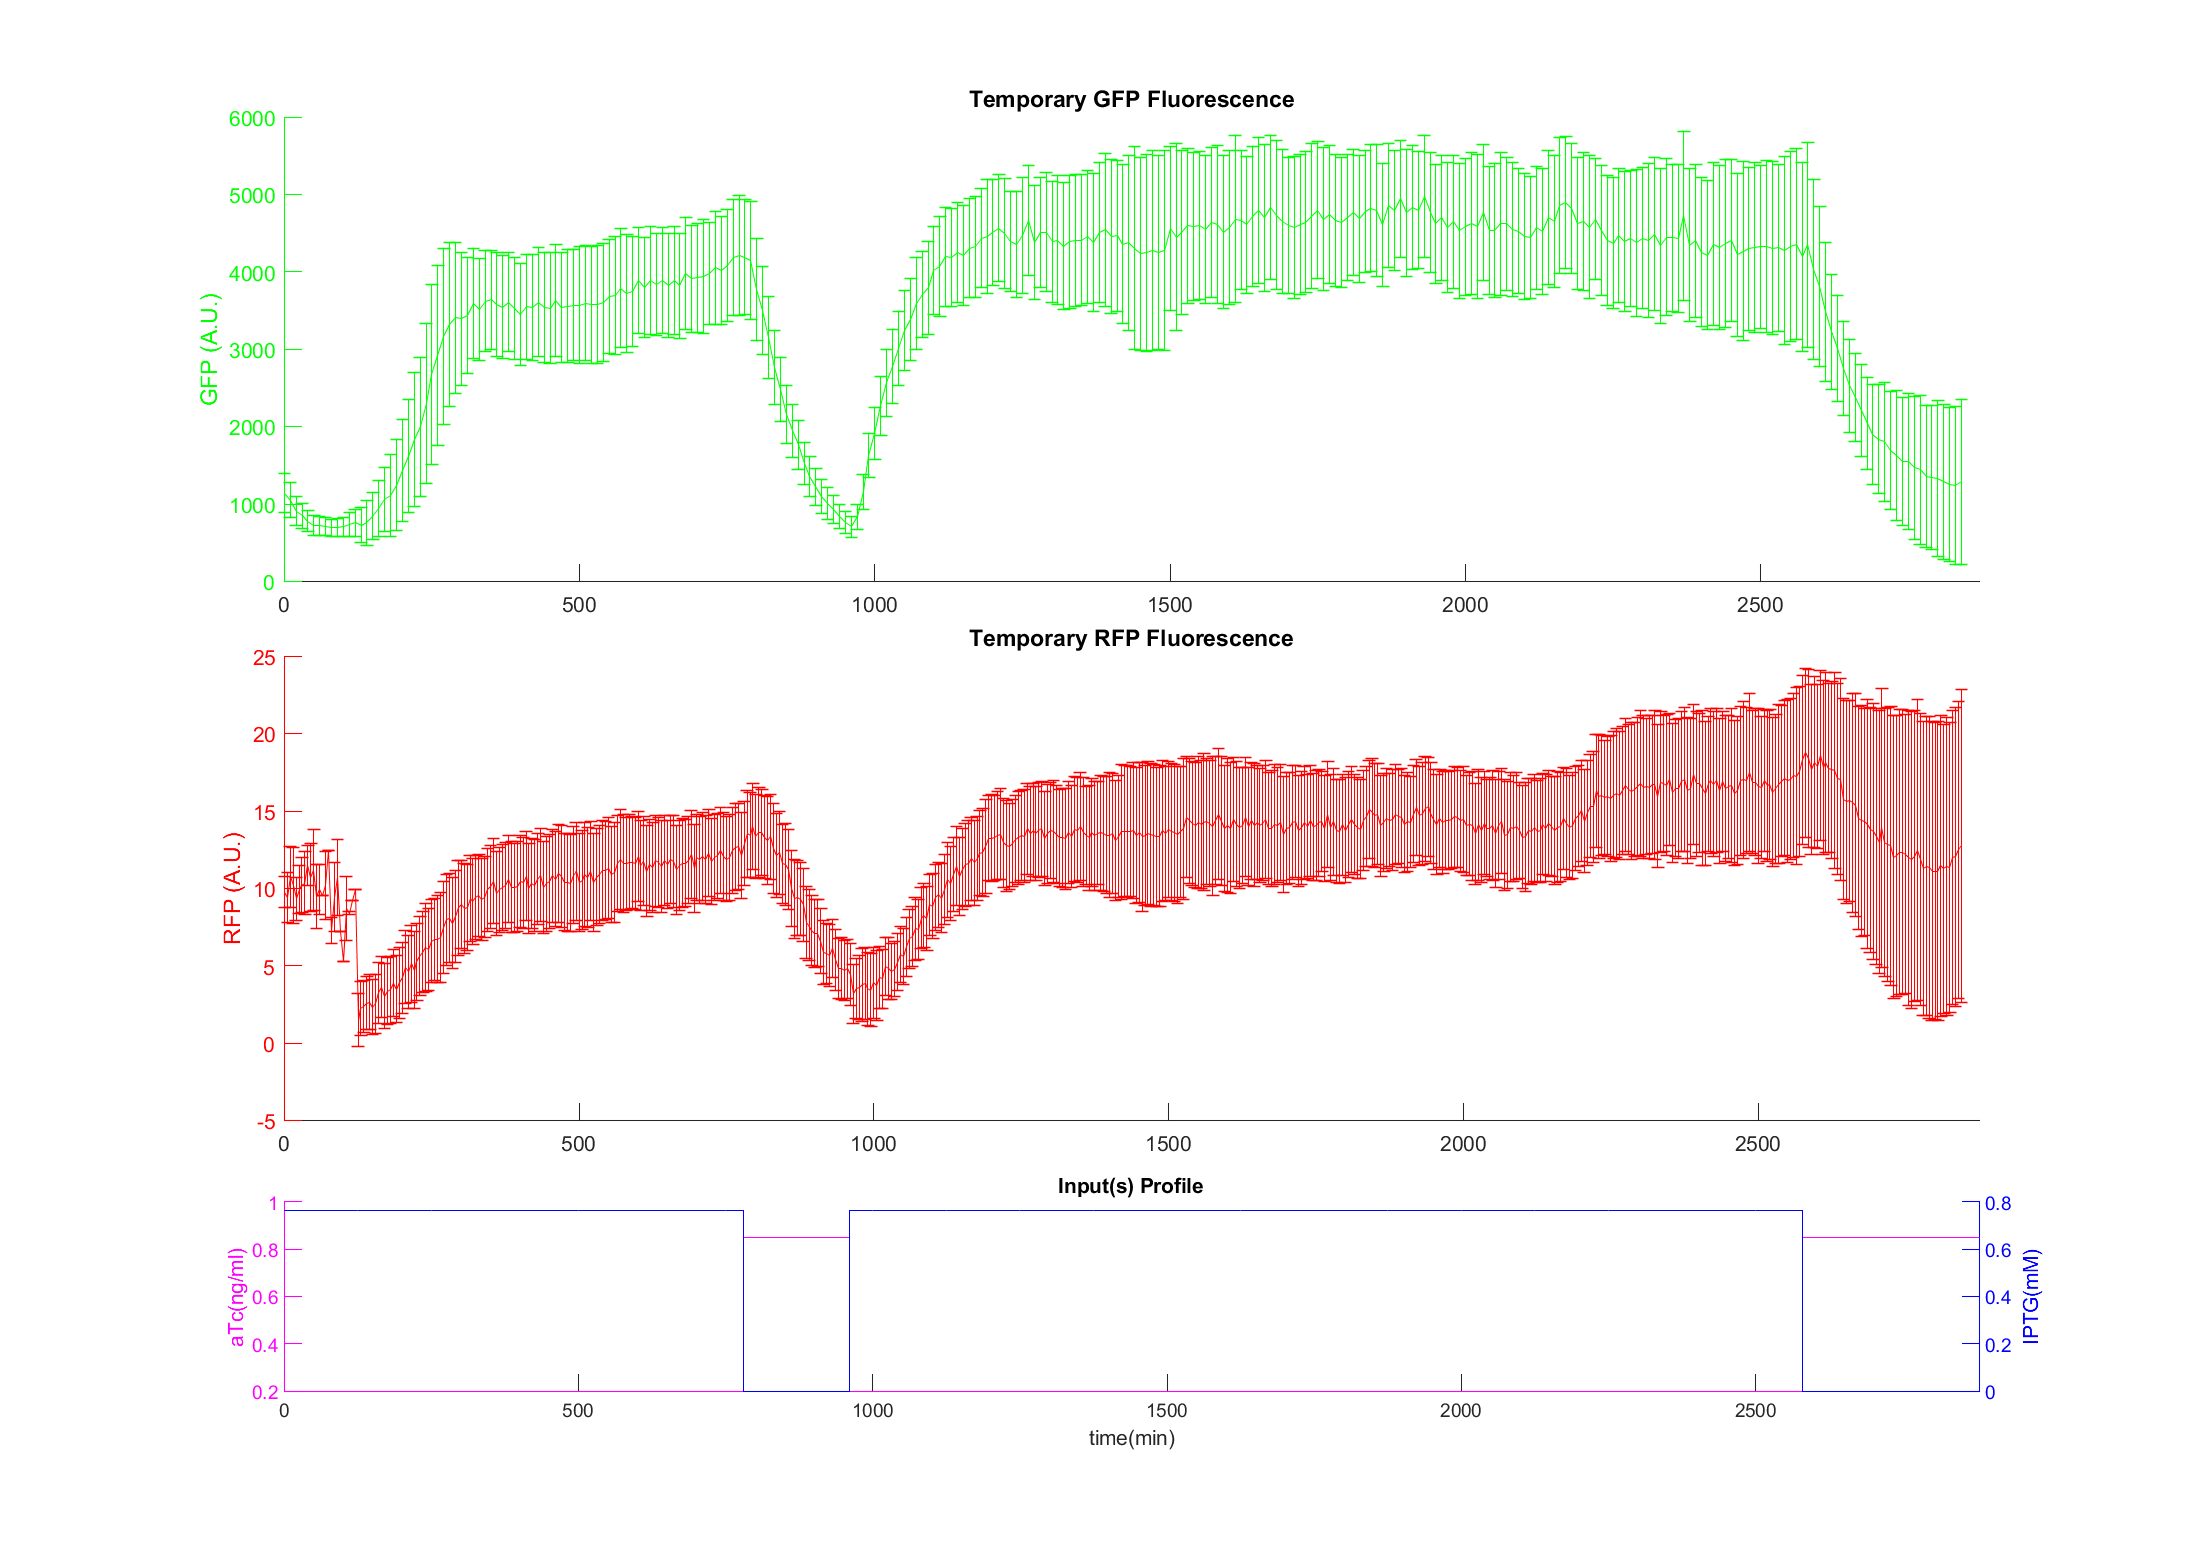 Temporary GFP Fluorescence
6000
5000
4000
3000
2000
1000
0
GFP (A.U.)
0 500 1000 1500 2000 2500
Temporary RFP Fluorescence
25
20
15
10
5
0
-5
RFP (A.U.)
0 500 1000 1500 2000 2500
Input(s) Profile
1
0.8
0.6
0.4
0.2
aTc(ng/ml)
0.8
0.6
0.4
0.2
0
IPTG(mM)
0 500 1000 1500 2000 2500
time(min)